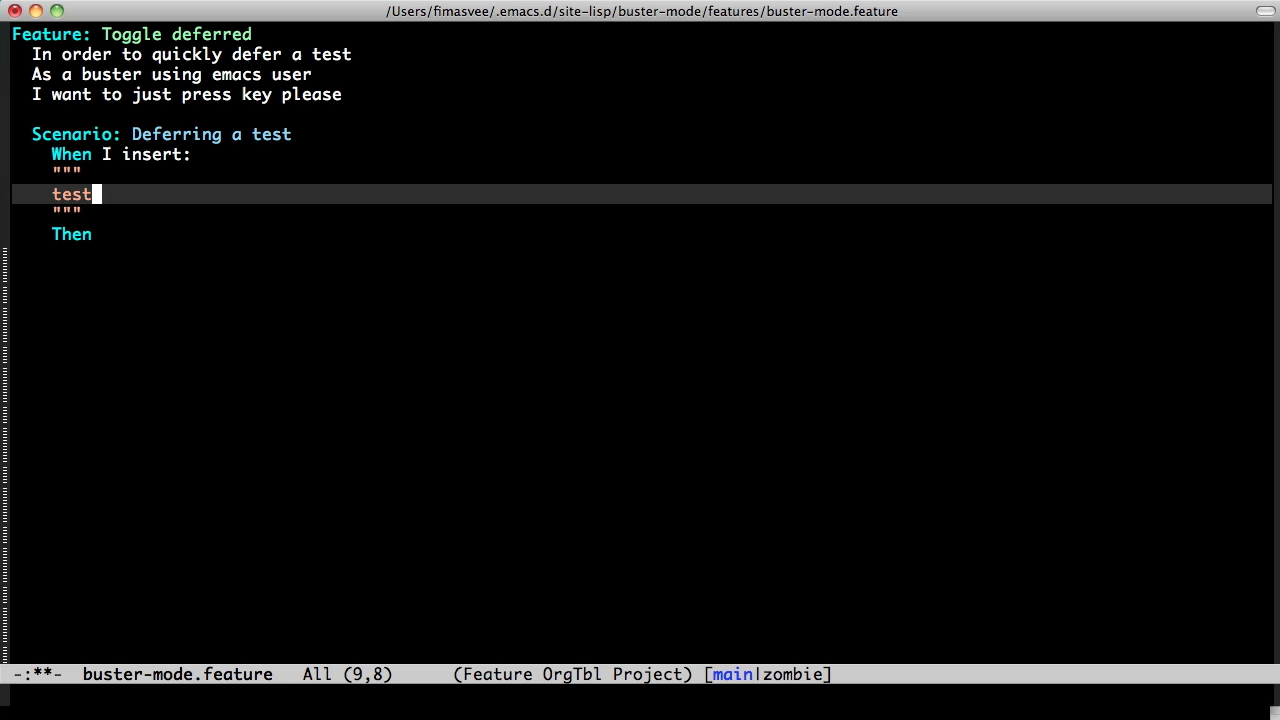 /Users/fimasvee/.emacs.d/site-lisp/buster-mode/features/buster-mode.feature
Feature: Toggle deferred
In order to quickly defer a test
As a buster using emacs user
I want to just press key please
Scenario: Deferring a test
When I insert:
"""
test
"""
Then
-:**- buster-mode.feature All (9,8) (Feature OrgTbl Project) [main|zombie]